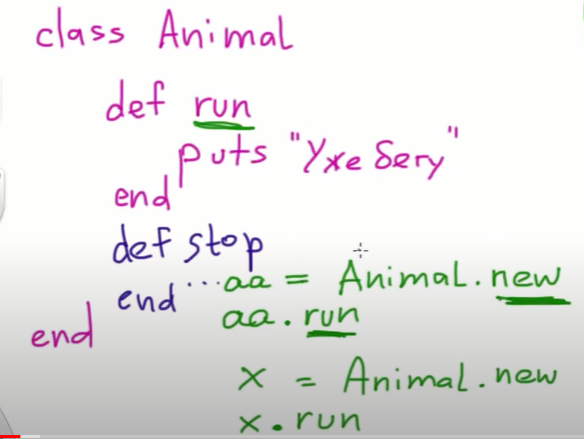 class Animal
def run
puts "Уже бегу"
end
def stop
end ... aa = Animal.new
aa.run
end
x = Animal.new
x.run